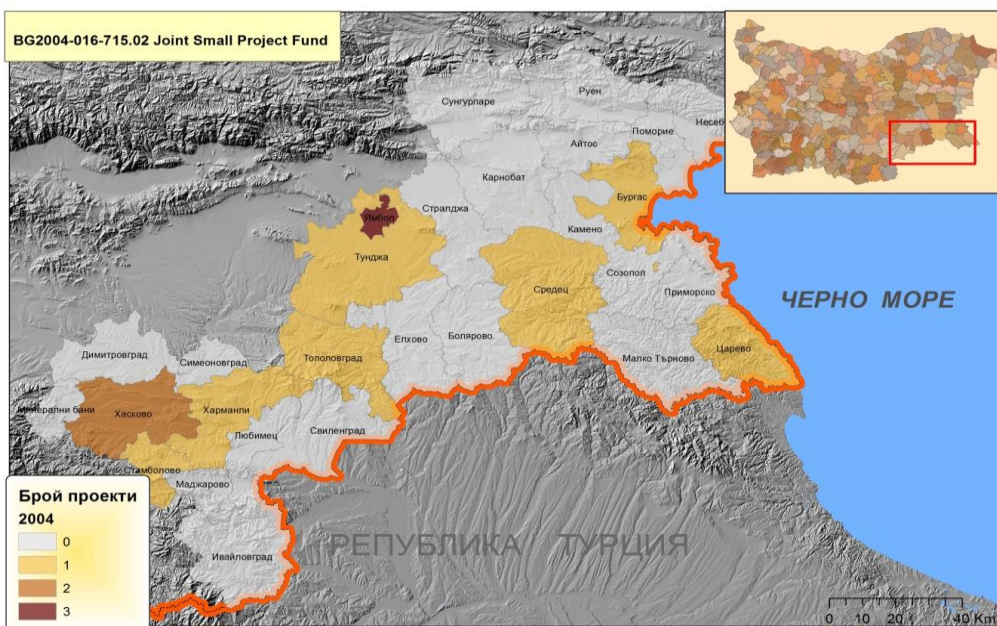 BG2004-016-715.02 Joint Small Project Fund
Руен
Сунгурларе
Поморие
Айтос
Карнобат
Бургас
Стралджа
Ямбол
Камено
Тунджа
Созопол
Средец
Приморско
ЧЕРНО МОРЕ
Болярово
Елхово
Царево
Малко Търново
Тополовград
Димитровград
Симеоновград
Минерални бани
Хасково
Харманли
Любимец
Свиленград
Стамболово
Маджарово
Ивайловград
РЕПУБЛИКА ТУРЦИЯ
Брой проекти
2004
0
1
2
3
0 10 20 40 Km